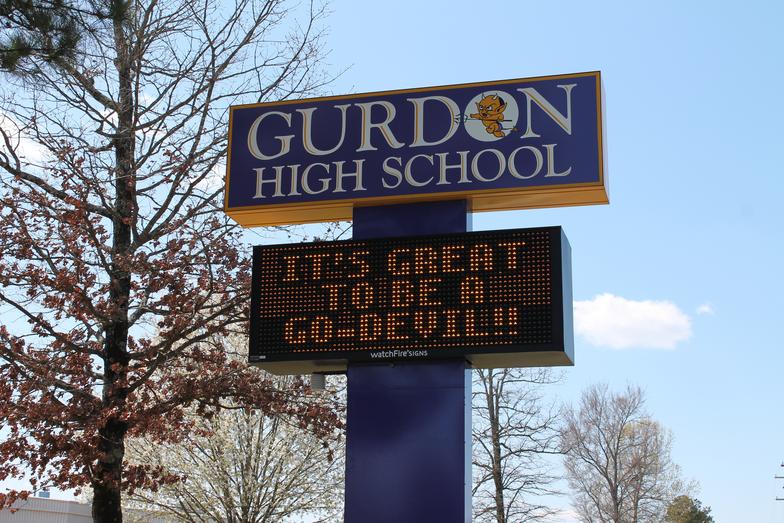 GURDON
HIGH SCHOOL
IT'S GREAT
TO BE A
GO-DEVIL!!
watchFire SIGNS